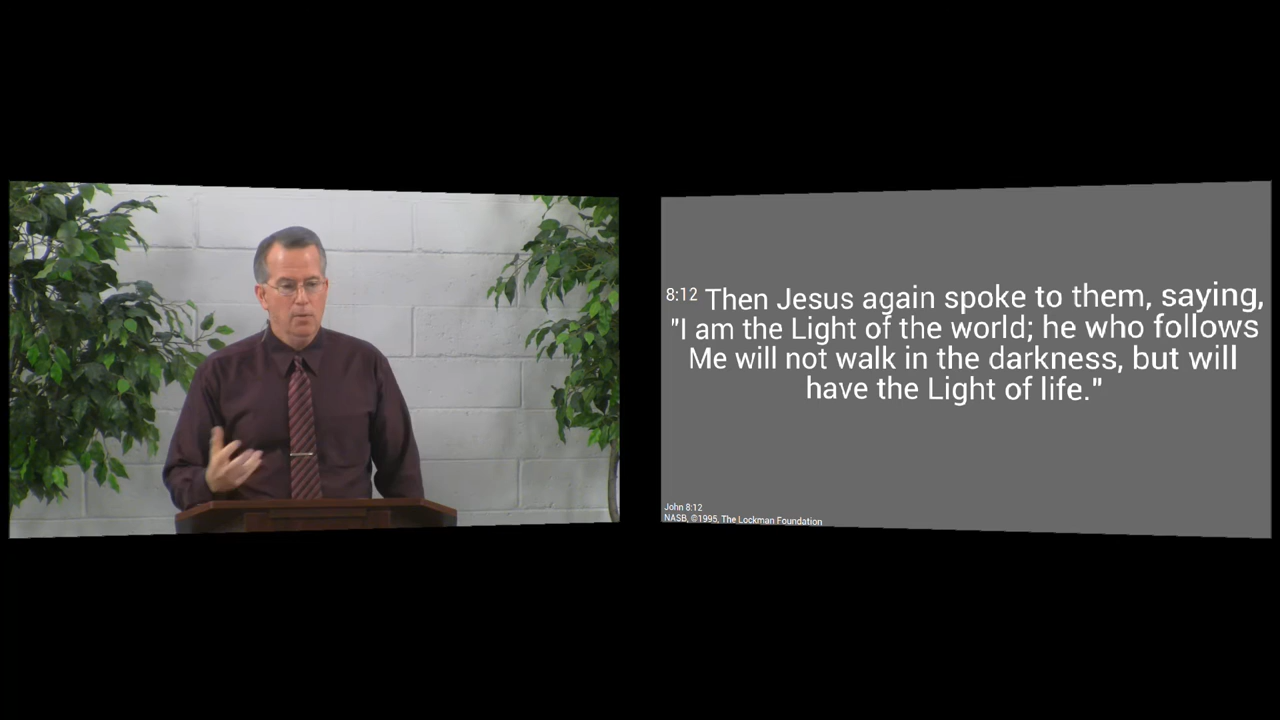 8:12 Then Jesus again spoke to them, saying,
"I am the Light of the world; he who follows
Me will not walk in the darkness, but will
have the Light of life."
John 8:12
NASB, ©1995, The Lockman Foundation